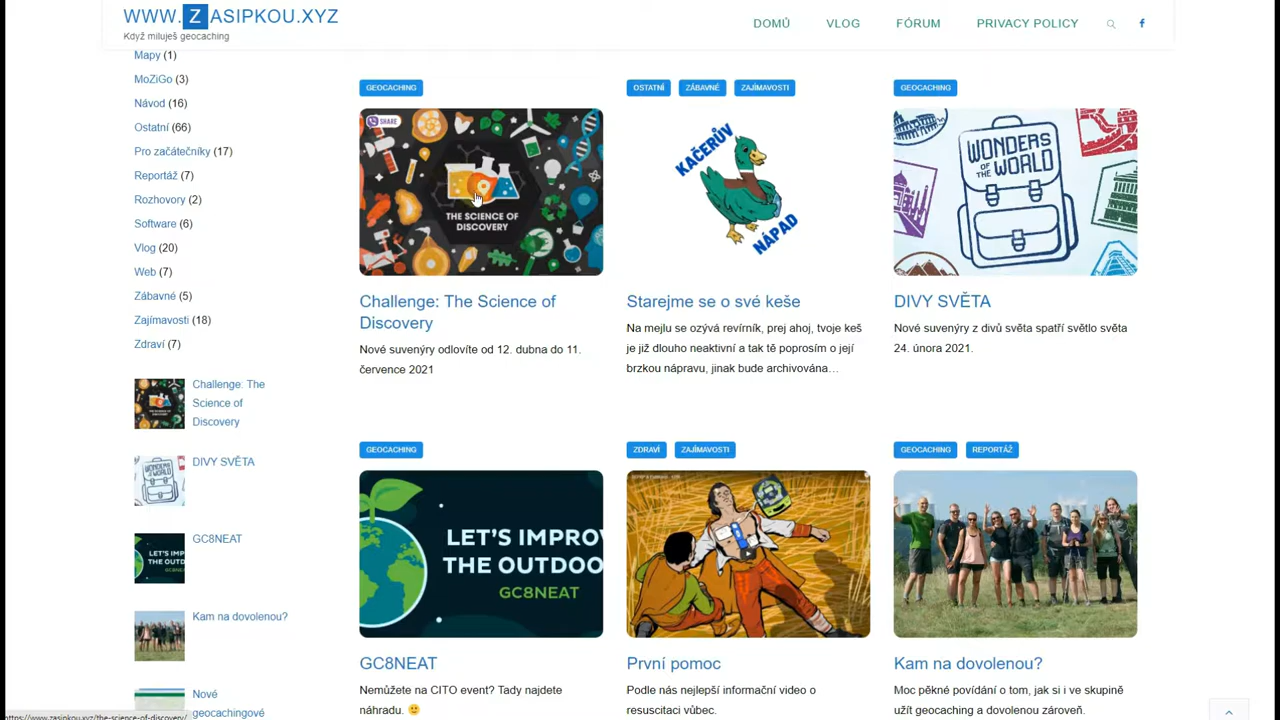 WWW.ZASIPKOU.XYZ
Když miluješ geocaching
DOMŮ
VLOG
FÓRUM
PRIVACY POLICY
Mapy (1)
MoZiGo (3)
Návod (16)
Ostatní (66)
Pro začátečníky (17)
Reportáž (7)
Rozhovory (2)
Software (6)
Vlog (20)
Web (7)
Zábavné (5)
Zajímavosti (18)
Zdraví (7)
Challenge: The
Science of
Discovery
DIVY SVĚTA
GC8NEAT
Kam na dovolenou?
Nové
geocachingové
GEOCACHING
SHARE
THE SCIENCE OF
DISCOVERY
Challenge: The Science of
Discovery
Nové suvenýry odlovíte od 12. dubna do 11.
července 2021
OSTATNÍ
ZÁBAVNÉ
ZAJÍMAVOSTI
KAČERŮV
NÁPAD
Starejme se o své keše
Na mejlu se ozývá revírník, prej ahoj, tvoje keš
je již dlouho neaktivní a tak tě poprosím o její
brzkou nápravu, jinak bude archivována…
GEOCACHING
WONDERS
OF THE
WORLD
DIVY SVĚTA
Nové suvenýry z divů světa spatří světlo světa
24. února 2021.
GEOCACHING
LET'S IMPROV
THE OUTDOO
GC8NEAT
GC8NEAT
Nemůžete na CITO event? Tady najdete
náhradu. 🙂
ZDRAVÍ
ZAJÍMAVOSTI
První pomoc
Podle nás nejlepší informační video o
resuscitaci vůbec.
GEOCACHING
REPORTÁŽ
Kam na dovolenou?
Moc pěkné povídání o tom, jak si i ve skupině
užít geocaching a dovolenou zároveň.
https://www.zasipkou.xyz/the-science-of-discovery/